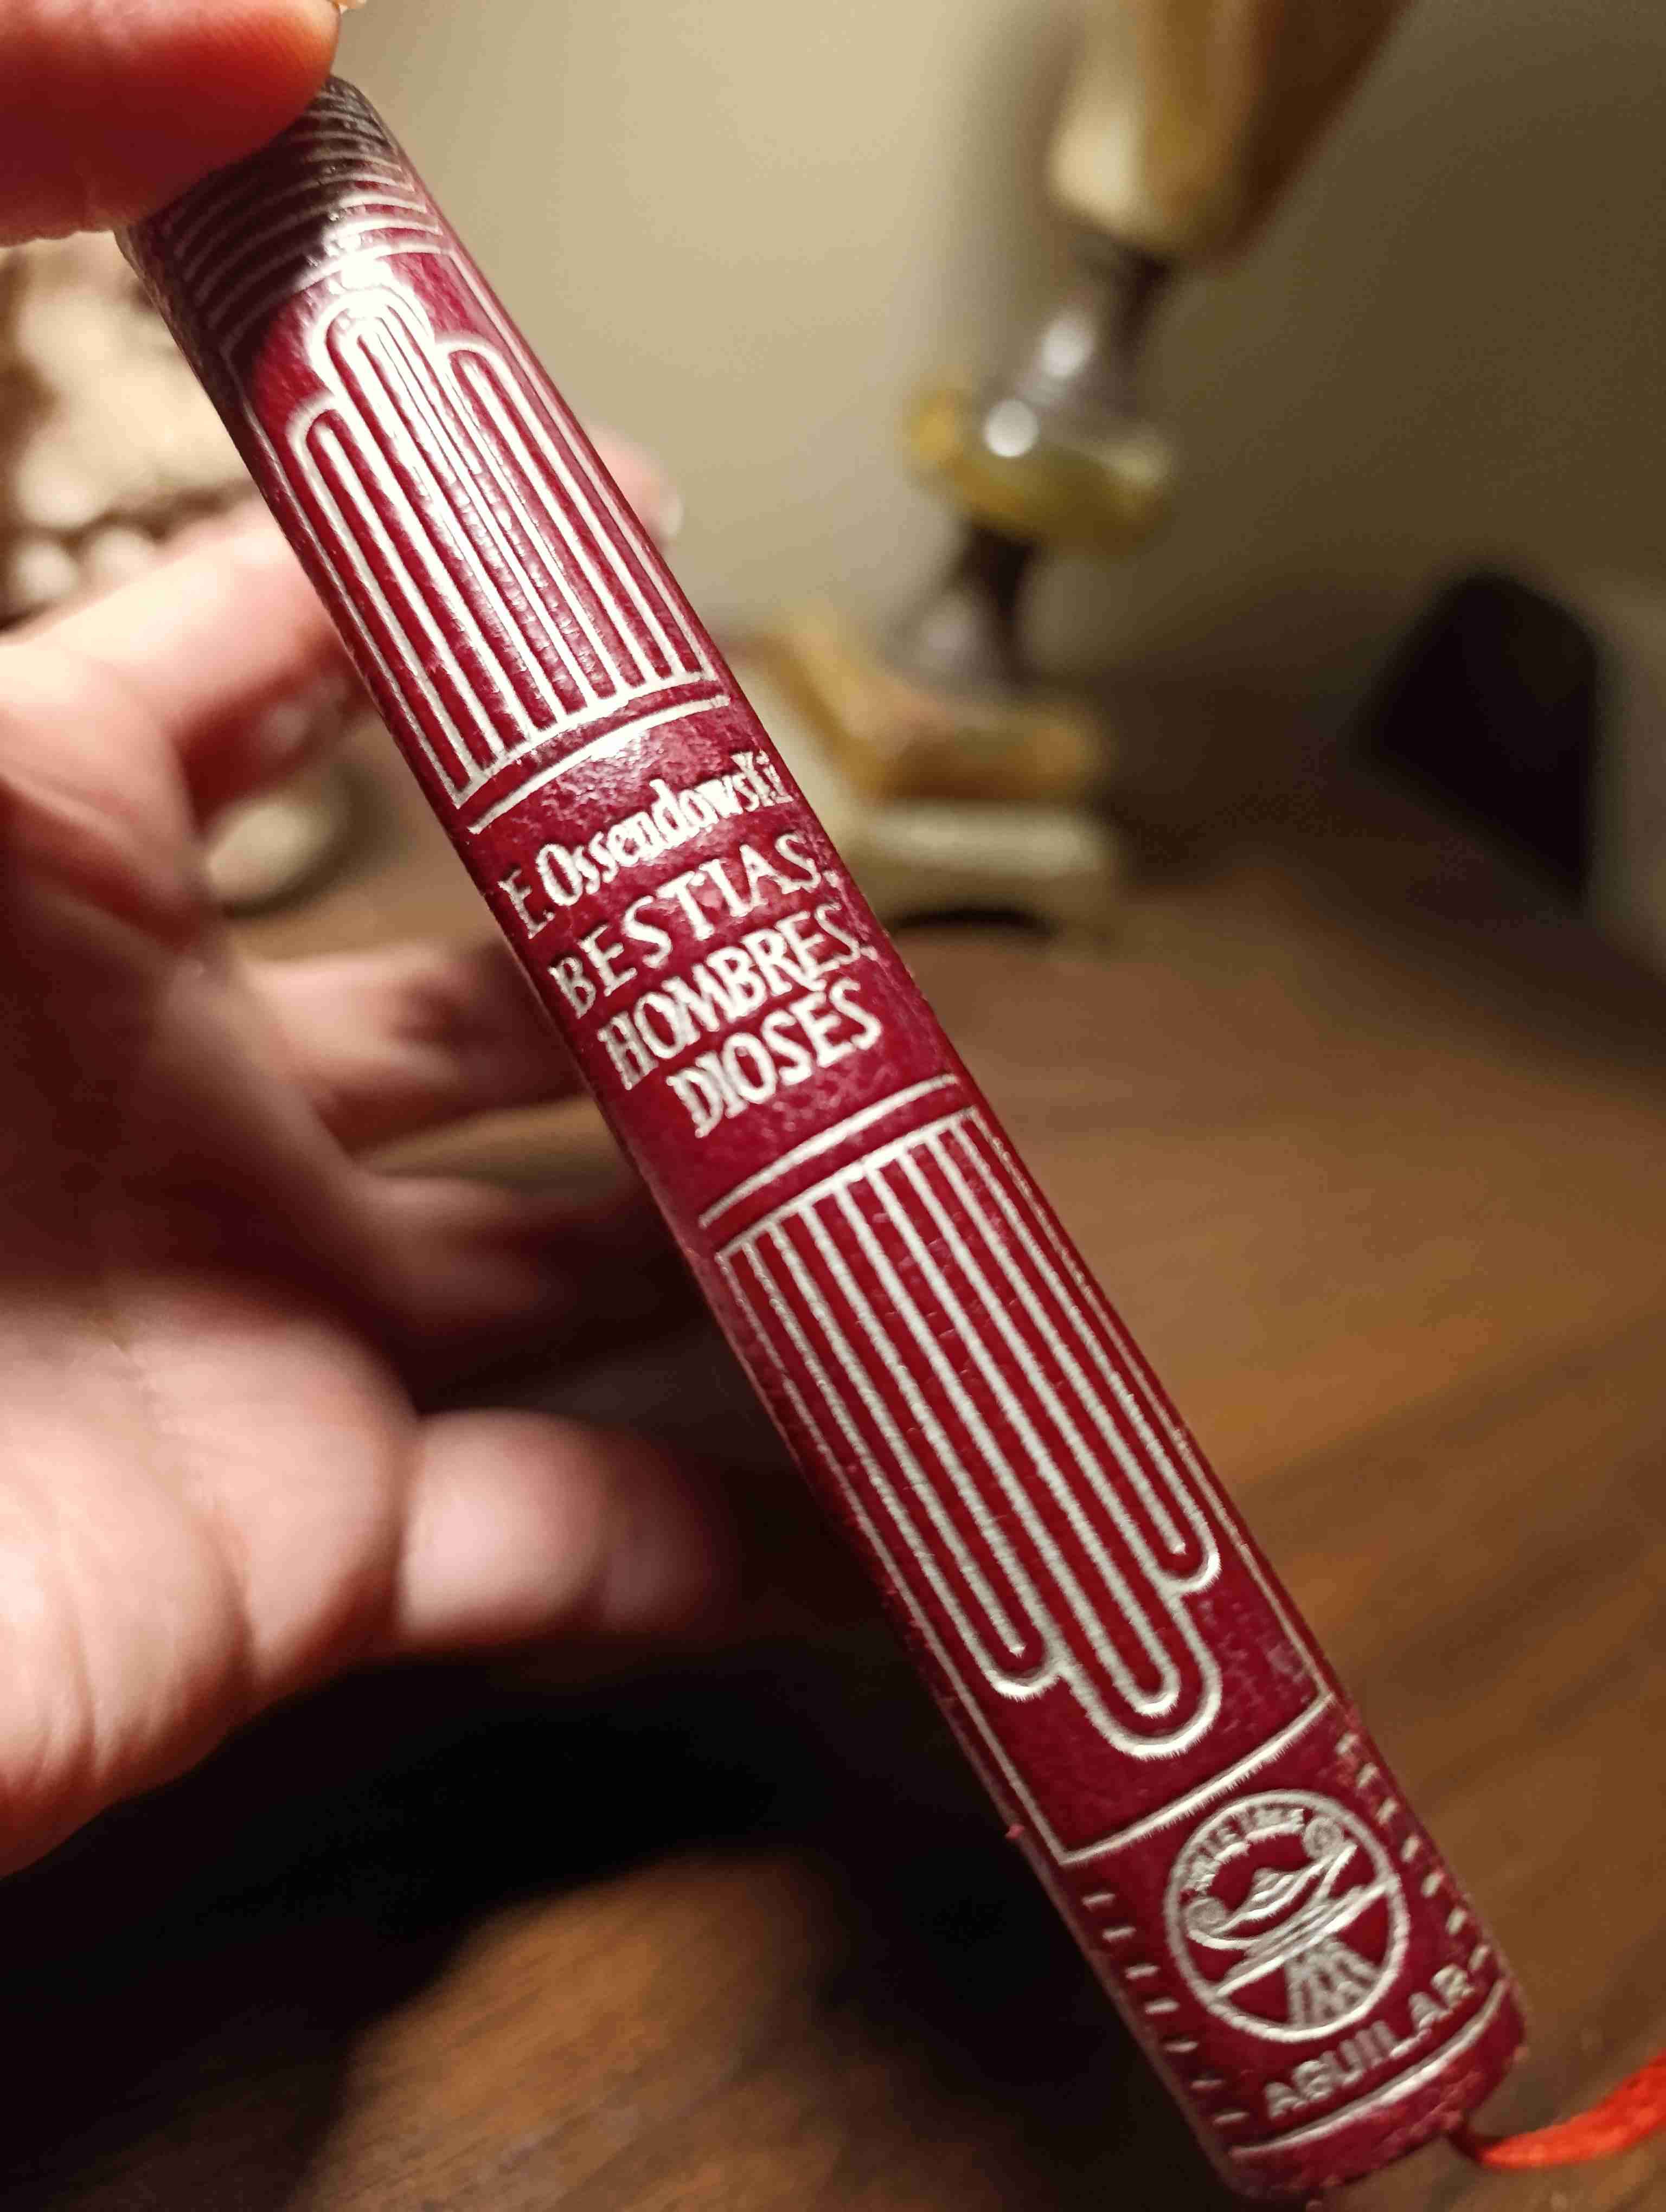 F. Ossendowski
BESTIAS,
HOMBRES,
DIOSES
AGUILAR